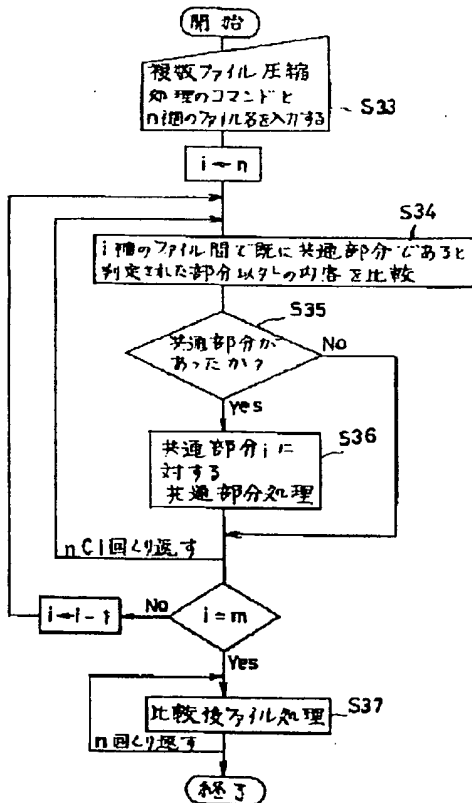 開始
複数ファイル圧縮
処理のコマンドと
n個のファイル名を入力する
S33
i←n
S34
i個のファイル間で既に共通部分であると
判定された部分以外の内容を比較
S35
共通部分が
あったか?
No
Yes
S36
共通部分iに
対する
共通部分処理
nCi回くり返す
i←i-1
No
i=m
Yes
比較後ファイル処理
S37
n回くり返す
終了